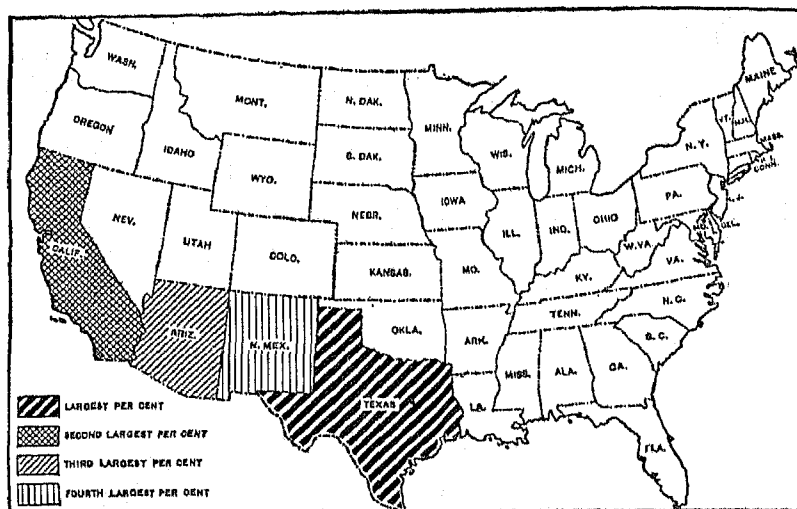 WASH.
MONT.
N. DAK.
MINN.
MAINE
VT.
N.H.
OREGON
IDAHO
S. DAK.
WIS.
MICH.
N.Y.
MASS.
R.I.
CONN.
WYO.
NEBR.
IOWA
PA.
N.J.
NEV.
UTAH
COLO.
ILL.
IND.
OHIO
DEL.
W.VA
VA.
CALIF.
KANSAS.
MO.
KY.
N.C.
TENN.
ARIZ.
N. MEX.
OKLA.
ARK.
S.C.
MISS.
ALA.
GA.
TEXAS
LA.
FLA.
LARGEST PER CENT
SECOND LARGEST PER CENT
THIRD LARGEST PER CENT
FOURTH LARGEST PER CENT